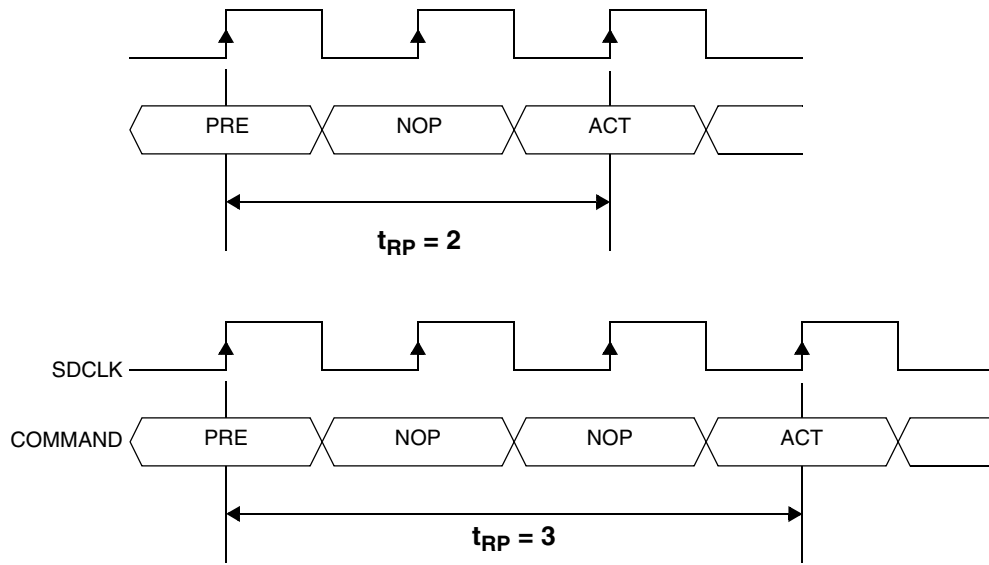 PRE NOP ACT
tRP = 2
SDCLK
COMMAND PRE NOP NOP ACT
tRP = 3